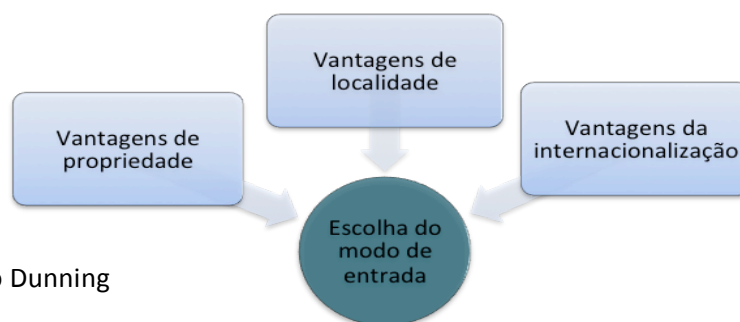 Vantagens de
localidade
Vantagens de
propriedade
Vantagens da
internacionalização
Escolha do
modo de
entrada
Dunning